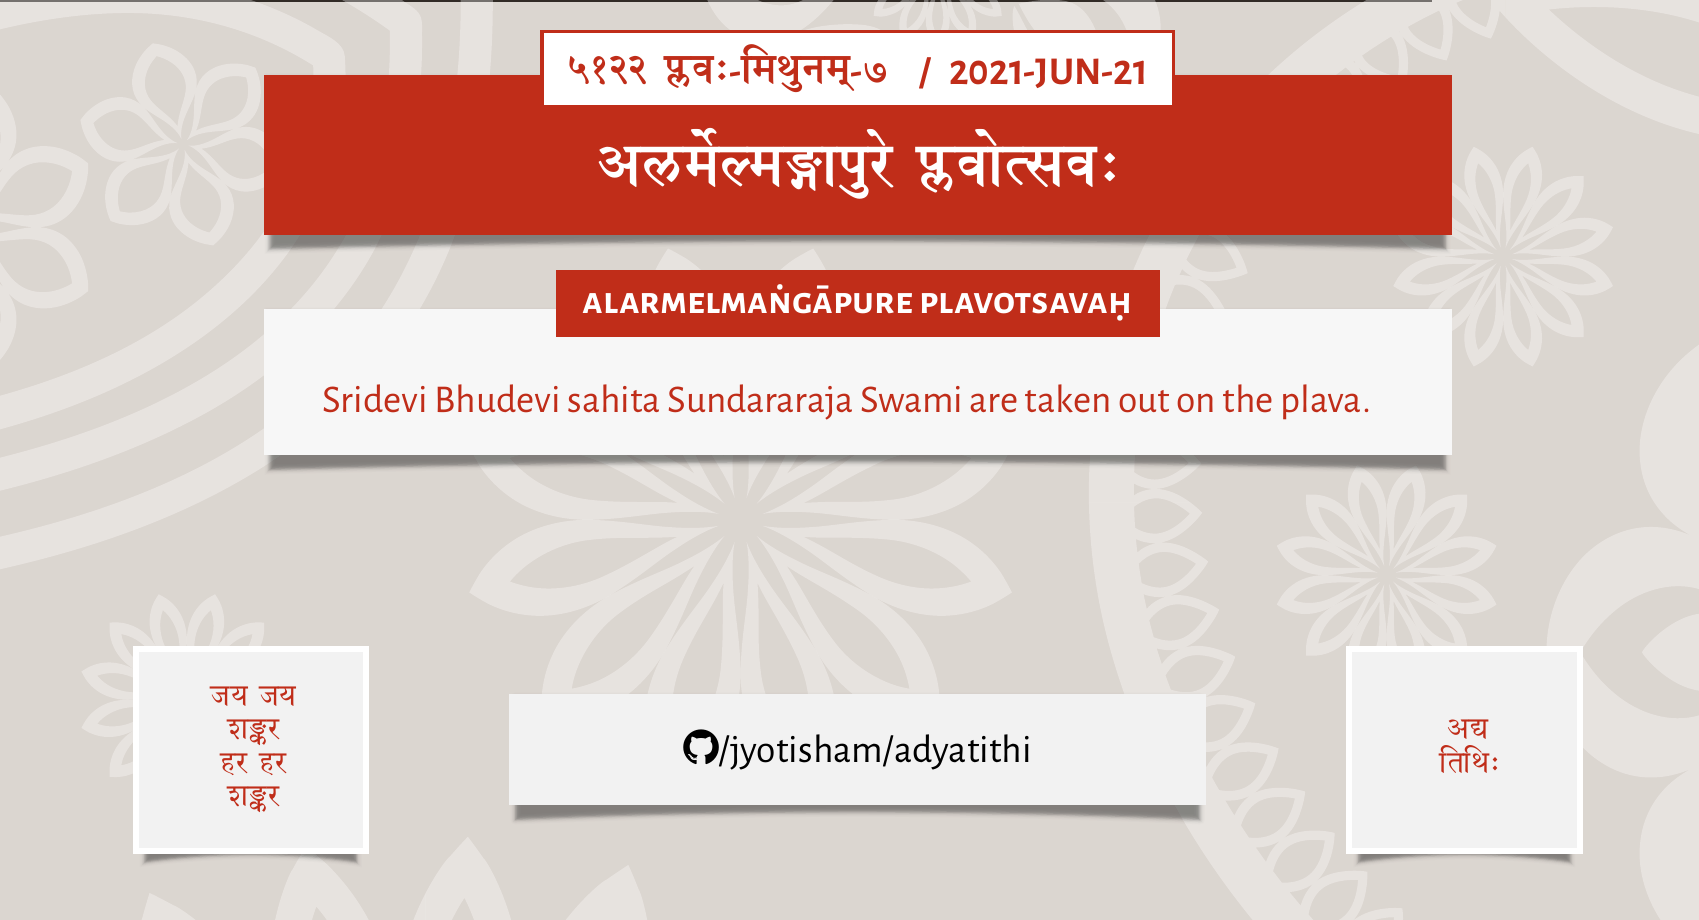 ५१२२ प्लवः-मिथुनम्-७ / 2021-JUN-21
अलर्मेल्मङ्गापुरे प्लवोत्सवः
ALARMELMAṄGĀPURE PLAVOTSAVAḤ
Sridevi Bhudevi sahita Sundararaja Swami are taken out on the plava.
जय जय
शङ्कर
हर हर
शङ्कर
/jyotisham/adyatithi
अद्य
तिथिः